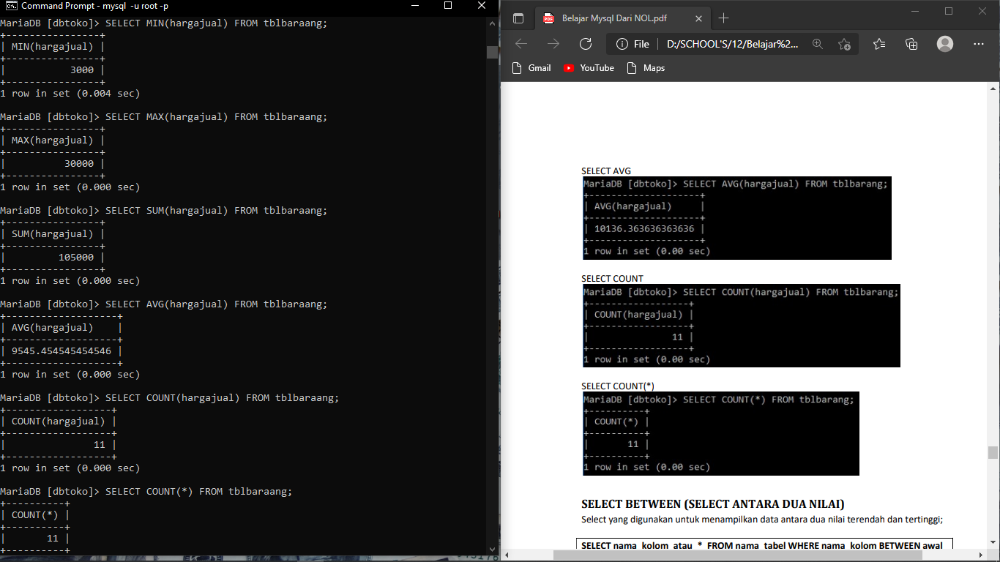 Command Prompt - mysql -u root -p
MariaDB [dbtoko]> SELECT MIN(hargajual) FROM tblbaraang;
+----------------+
| MIN(hargajual) |
+----------------+
|           3000 |
+----------------+
1 row in set (0.004 sec)
MariaDB [dbtoko]> SELECT MAX(hargajual) FROM tblbaraang;
+----------------+
| MAX(hargajual) |
+----------------+
|          30000 |
+----------------+
1 row in set (0.000 sec)
MariaDB [dbtoko]> SELECT SUM(hargajual) FROM tblbaraang;
+----------------+
| SUM(hargajual) |
+----------------+
|         105000 |
+----------------+
1 row in set (0.000 sec)
MariaDB [dbtoko]> SELECT AVG(hargajual) FROM tblbaraang;
+-------------------+
| AVG(hargajual)    |
+-------------------+
| 9545.454545454546 |
+-------------------+
1 row in set (0.000 sec)
MariaDB [dbtoko]> SELECT COUNT(hargajual) FROM tblbaraang;
+------------------+
| COUNT(hargajual) |
+------------------+
|               11 |
+------------------+
1 row in set (0.000 sec)
MariaDB [dbtoko]> SELECT COUNT(*) FROM tblbaraang;
+----------+
| COUNT(*) |
+----------+
|       11 |
+----------+
Belajar Mysql Dari NOL.pdf
File D:/SCHOOL'S/12/Belajar%2...
Gmail YouTube Maps
SELECT AVG
MariaDB [dbtoko]> SELECT AVG(hargajual) FROM tblbarang;
+--------------------+
| AVG(hargajual)     |
+--------------------+
| 10136.363636363636 |
+--------------------+
1 row in set (0.00 sec)
SELECT COUNT
MariaDB [dbtoko]> SELECT COUNT(hargajual) FROM tblbarang;
+------------------+
| COUNT(hargajual) |
+------------------+
|               11 |
+------------------+
1 row in set (0.00 sec)
SELECT COUNT(*)
MariaDB [dbtoko]> SELECT COUNT(*) FROM tblbarang;
+----------+
| COUNT(*) |
+----------+
|       11 |
+----------+
1 row in set (0.00 sec)
SELECT BETWEEN (SELECT ANTARA DUA NILAI)
Select yang digunakan untuk menampilkan data antara dua nilai terendah dan tertinggi;
SELECT nama_kolom atau * FROM nama_tabel WHERE nama_kolom BETWEEN awal